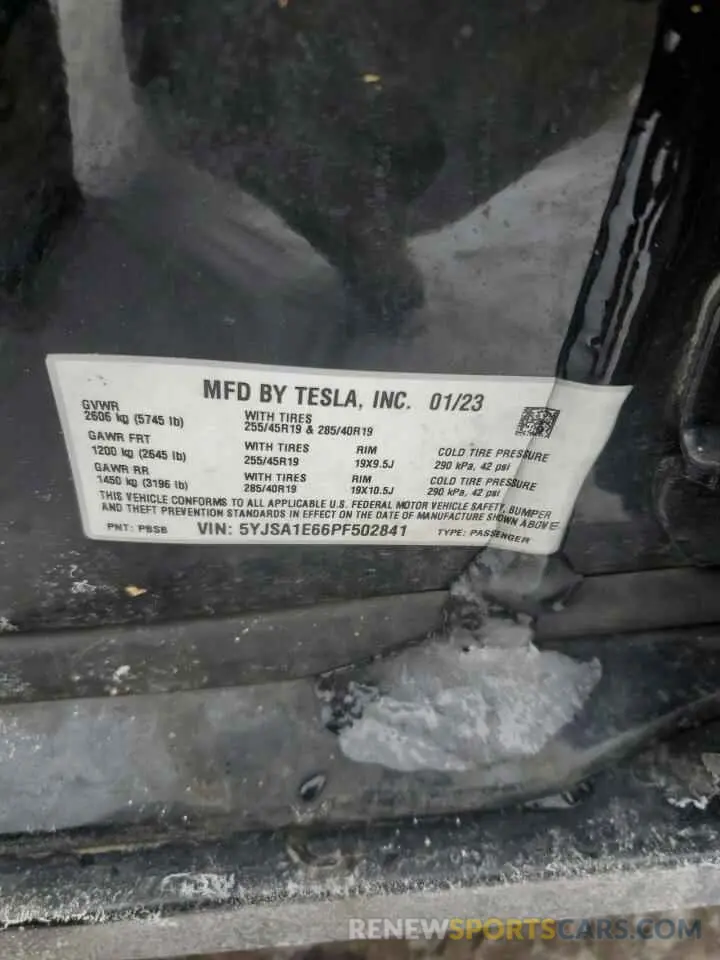 MFD BY TESLA, INC. 01/23
GVWR
2606 kg (5745 lb)
WITH TIRES
255/45R19 & 285/40R19
GAWR FRT
1200 kg (2645 lb)
WITH TIRES
255/45R19
RIM
19X9.5J
COLD TIRE PRESSURE
290 kPa, 42 psi
GAWR RR
1450 kg (3196 lb)
WITH TIRES
285/40R19
RIM
19X10.5J
COLD TIRE PRESSURE
290 kPa, 42 psi
THIS VEHICLE CONFORMS TO ALL APPLICABLE U.S. FEDERAL MOTOR VEHICLE SAFETY, BUMPER
AND THEFT PREVENTION STANDARDS IN EFFECT ON THE DATE OF MANUFACTURE SHOWN ABOVE
PNT: PBSB VIN: 5YJSA1E66PF502841 TYPE: PASSENGER
RENEWSPORTSCARS.COM